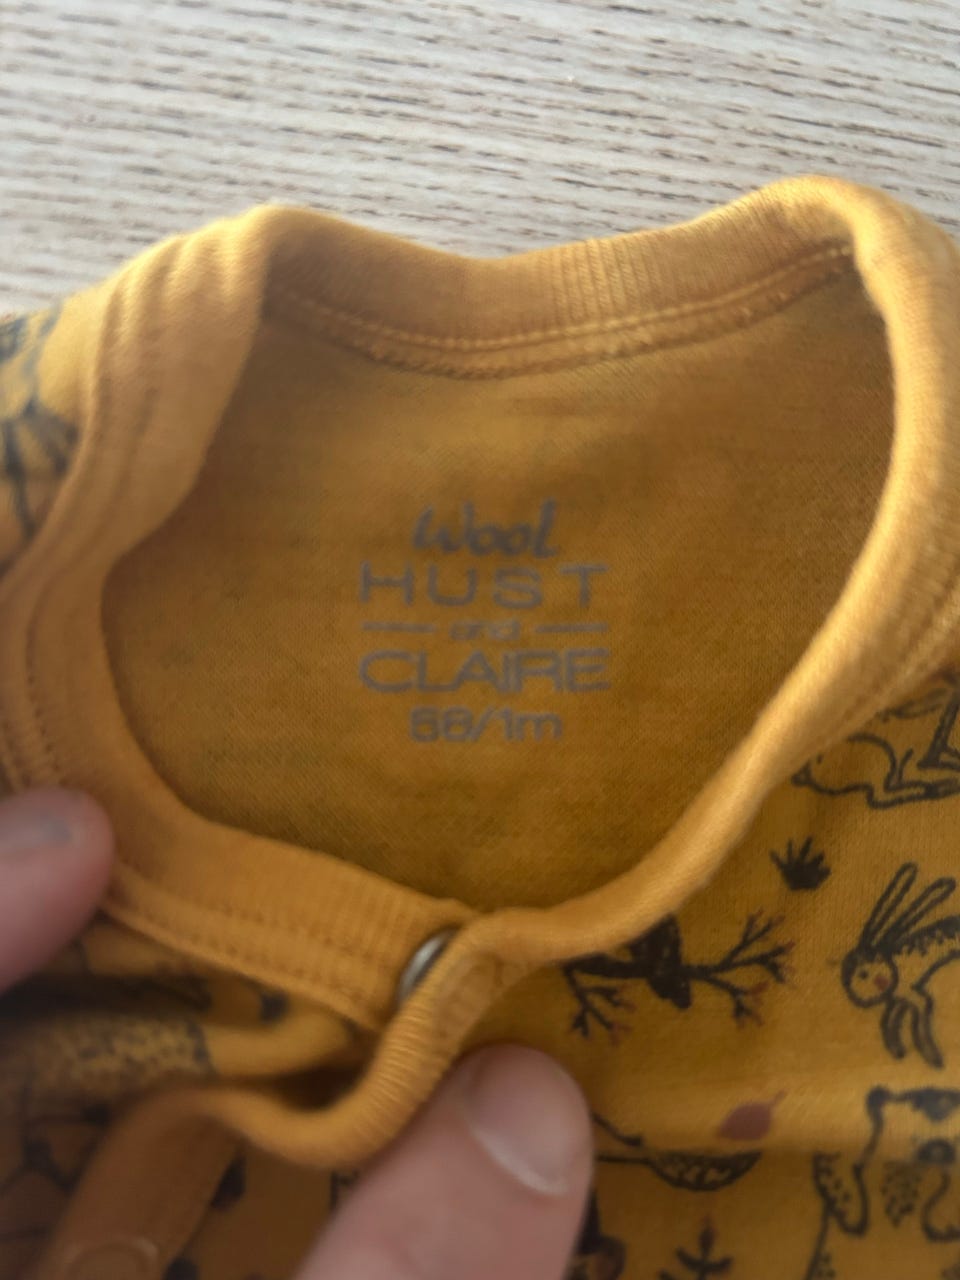 Wool
HUST
and
CLAIRE
56/1m